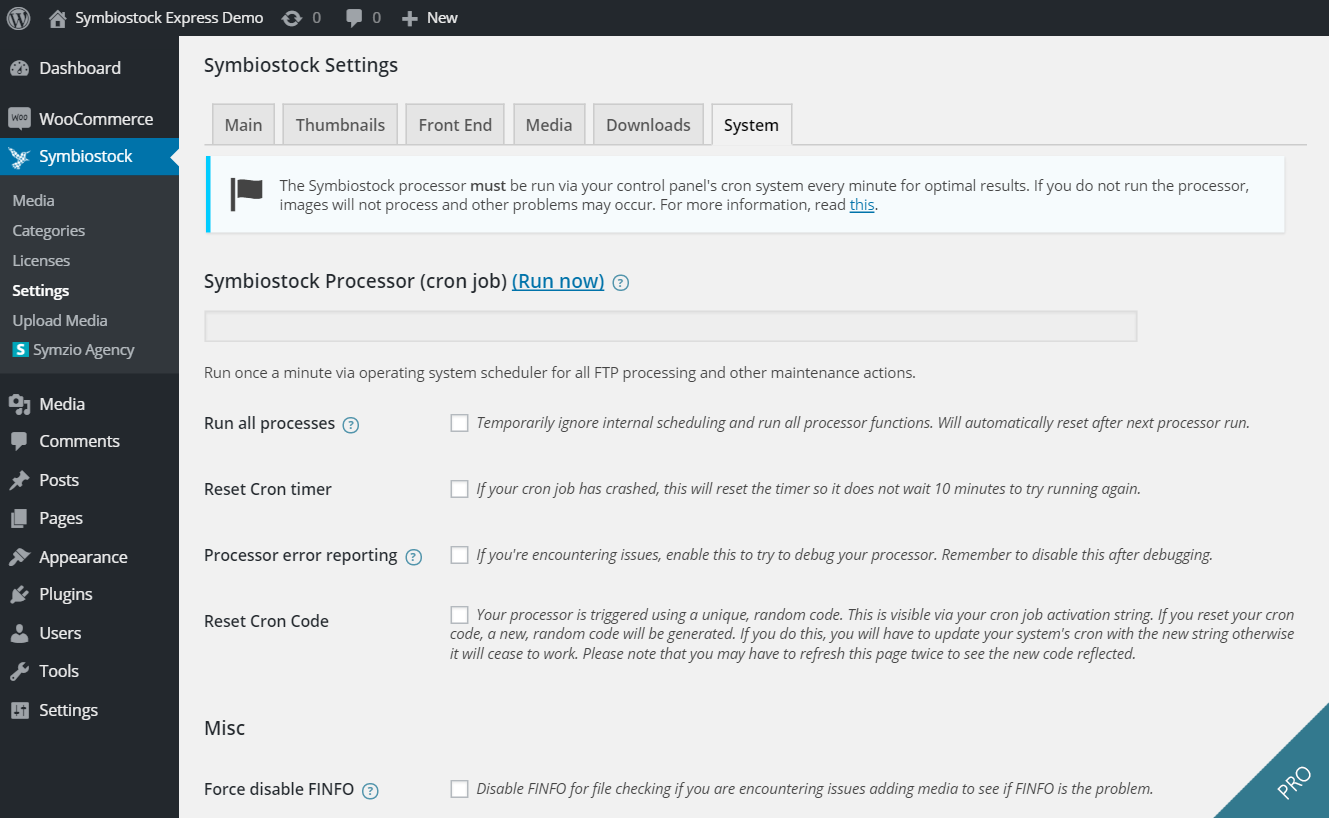 Symbiostock Express Demo 0 0 New
Dashboard
WooCommerce
Symbiostock
Media
Categories
Licenses
Settings
Upload Media
S Symzio Agency
Media
Comments
Posts
Pages
Appearance
Plugins
Users
Tools
Settings
Symbiostock Settings
Main Thumbnails Front End Media Downloads System
The Symbiostock processor must be run via your control panel's cron system every minute for optimal results. If you do not run the processor,
images will not process and other problems may occur. For more information, read this.
Symbiostock Processor (cron job) (Run now) ?
Run once a minute via operating system scheduler for all FTP processing and other maintenance actions.
Run all processes ? Temporarily ignore internal scheduling and run all processor functions. Will automatically reset after next processor run.
Reset Cron timer If your cron job has crashed, this will reset the timer so it does not wait 10 minutes to try running again.
Processor error reporting ? If you're encountering issues, enable this to try to debug your processor. Remember to disable this after debugging.
Reset Cron Code Your processor is triggered using a unique, random code. This is visible via your cron job activation string. If you reset your cron
code, a new, random code will be generated. If you do this, you will have to update your system's cron with the new string otherwise
it will cease to work. Please note that you may have to refresh this page twice to see the new code reflected.
Misc
Force disable FINFO ? Disable FINFO for file checking if you are encountering issues adding media to see if FINFO is the problem.
PRO